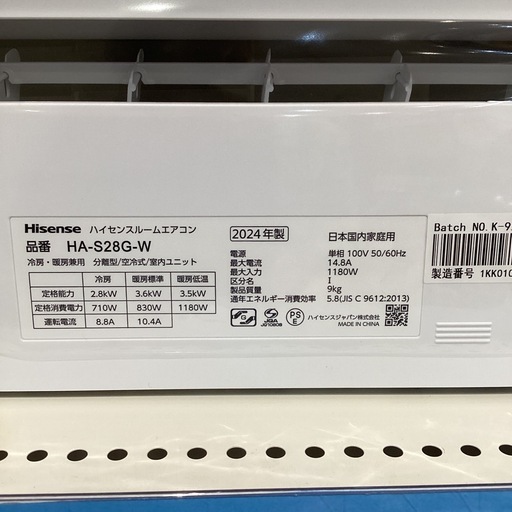 Hisense ハイセンスルームエアコン
品番 HA-S28G-W
冷房・暖房兼用 分離型/空冷式/室内ユニット
冷房 暖房標準 暖房低温
定格能力 2.8kW 3.6kW 3.5kW
定格消費電力 710W 830W 1180W
運転電流 8.8A 10.4A
2024年製 日本国内家庭用
電源 単相 100V 50/60Hz
最大電流 14.8A
最大入力 1180W
区分名 I
製品質量 9kg
通年エネルギー消費効率 5.8(JIS C 9612:2013)
PS
E
ハイセンスジャパン株式会社
MADE IN CHINA
Batch NO.K-9
製造番号 1KK010